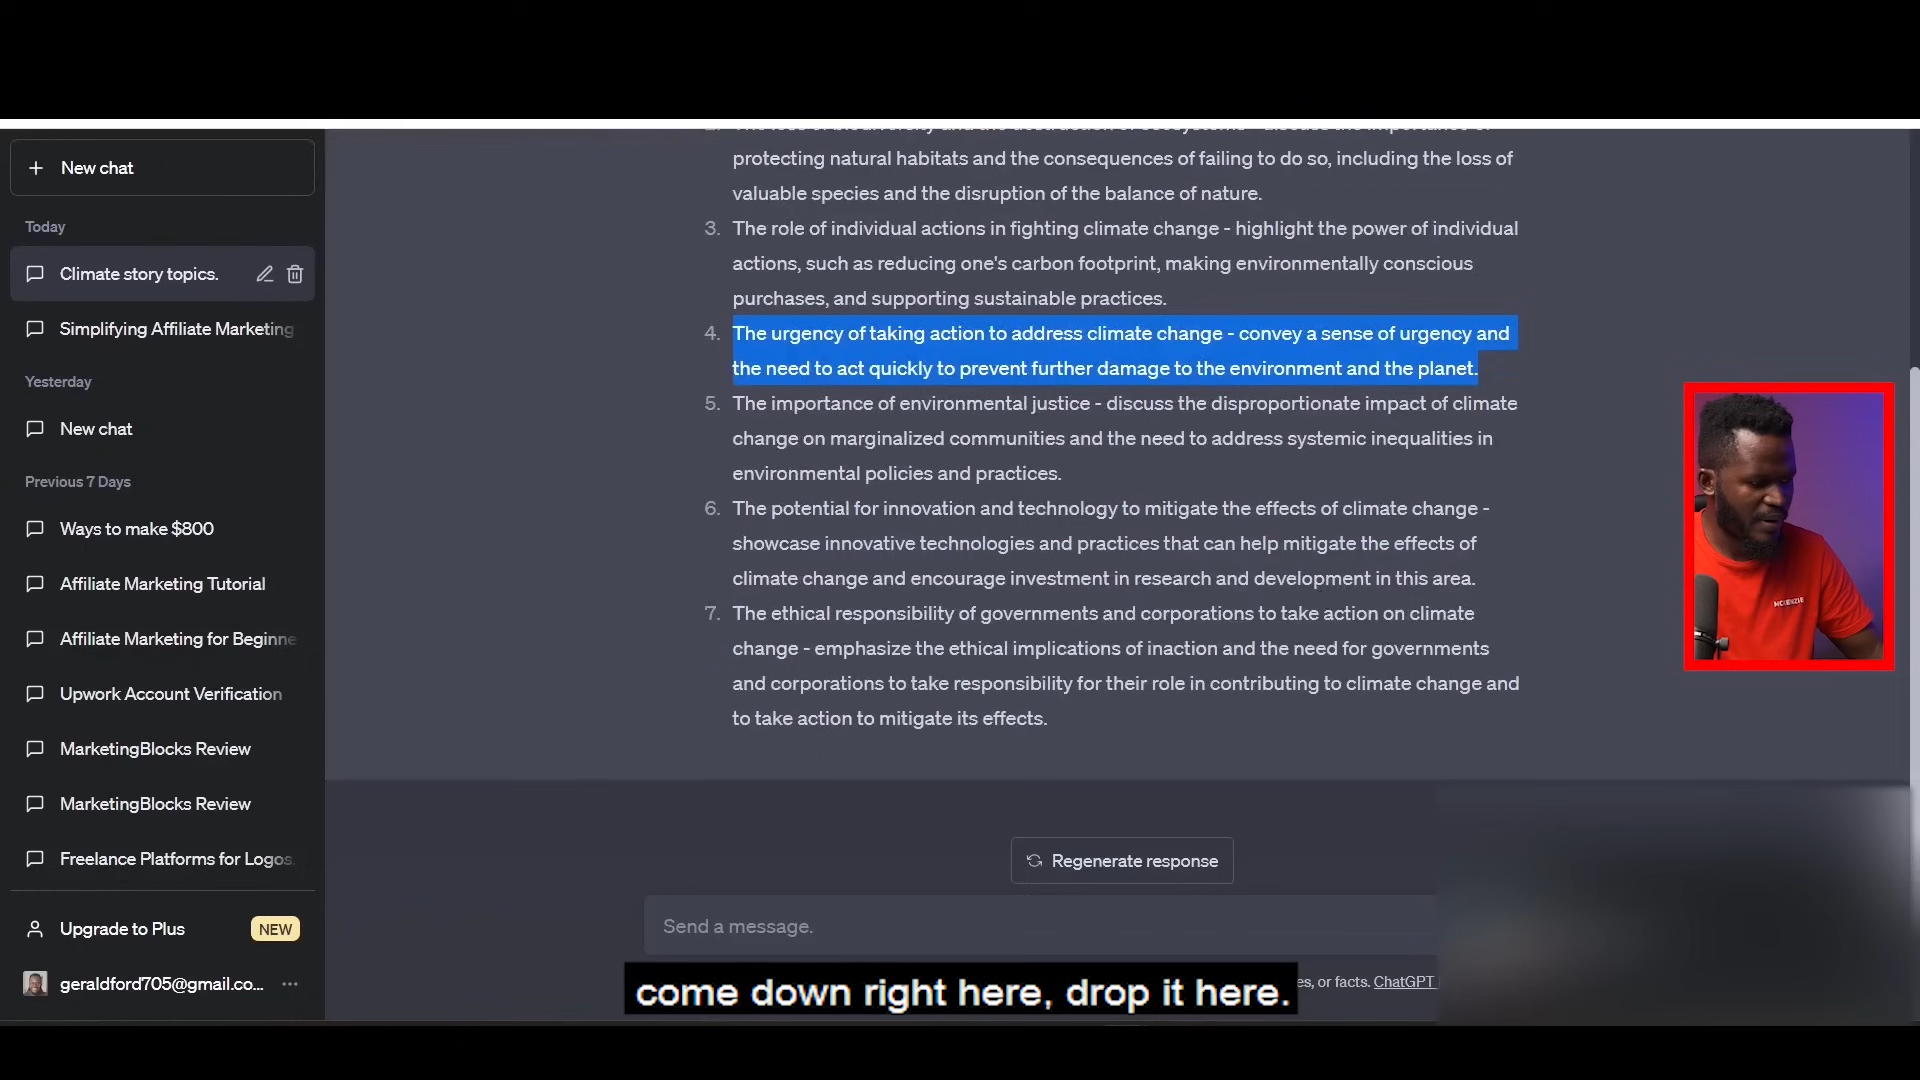 New chat
Today
Climate story topics.
Simplifying Affiliate Marketing
Yesterday
New chat
Previous 7 Days
Ways to make $800
Affiliate Marketing Tutorial
Affiliate Marketing for Beginne
Upwork Account Verification
MarketingBlocks Review
MarketingBlocks Review
Freelance Platforms for Logos.
Upgrade to Plus NEW
geraldford705@gmail.co...
protecting natural habitats and the consequences of failing to do so, including the loss of
valuable species and the disruption of the balance of nature.
3. The role of individual actions in fighting climate change - highlight the power of individual
actions, such as reducing one's carbon footprint, making environmentally conscious
purchases, and supporting sustainable practices.
4. The urgency of taking action to address climate change - convey a sense of urgency and
the need to act quickly to prevent further damage to the environment and the planet.
5. The importance of environmental justice - discuss the disproportionate impact of climate
change on marginalized communities and the need to address systemic inequalities in
environmental policies and practices.
6. The potential for innovation and technology to mitigate the effects of climate change -
showcase innovative technologies and practices that can help mitigate the effects of
climate change and encourage investment in research and development in this area.
7. The ethical responsibility of governments and corporations to take action on climate
change - emphasize the ethical implications of inaction and the need for governments
and corporations to take responsibility for their role in contributing to climate change and
to take action to mitigate its effects.
Regenerate response
Send a message.
es, or facts. ChatGPT
come down right here, drop it here.
MCKENZIE